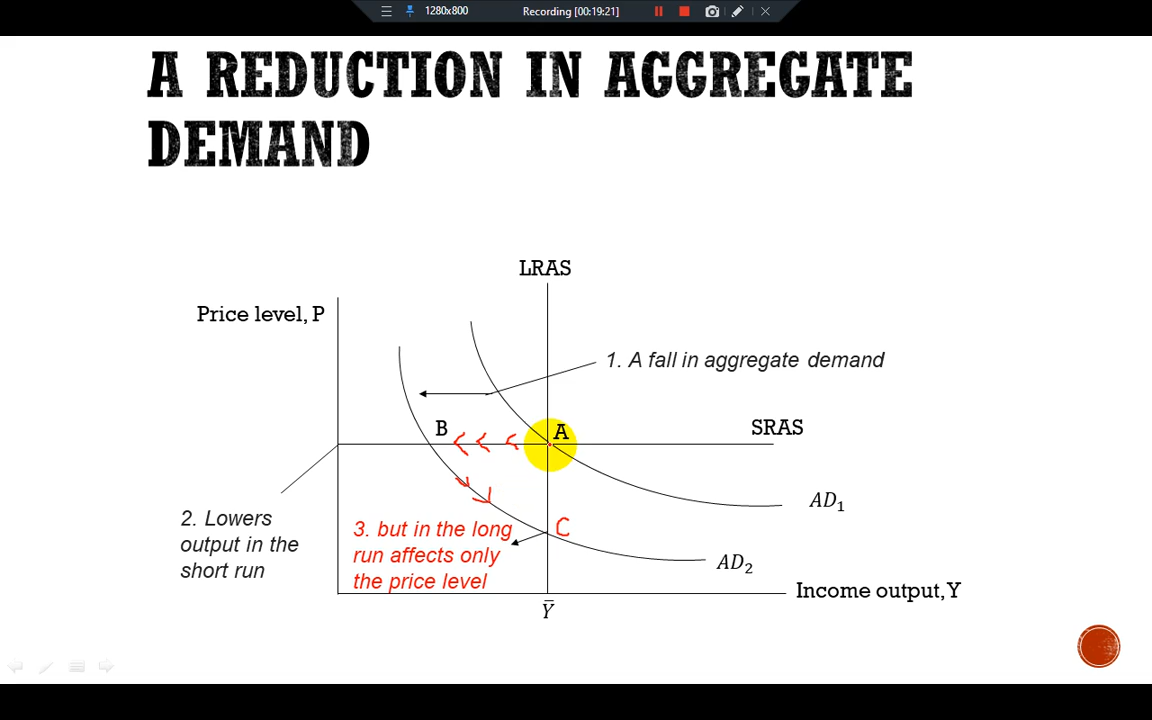 1280x800
Recording [00:19:21]
A REDUCTION IN AGGREGATE
DEMAND
LRAS
Price level, P
1. A fall in aggregate demand
B
A
SRAS
AD₁
2. Lowers
output in the
short run
3. but in the long
run affects only
the price level
C
AD₂
Income output, Y
Ȳ